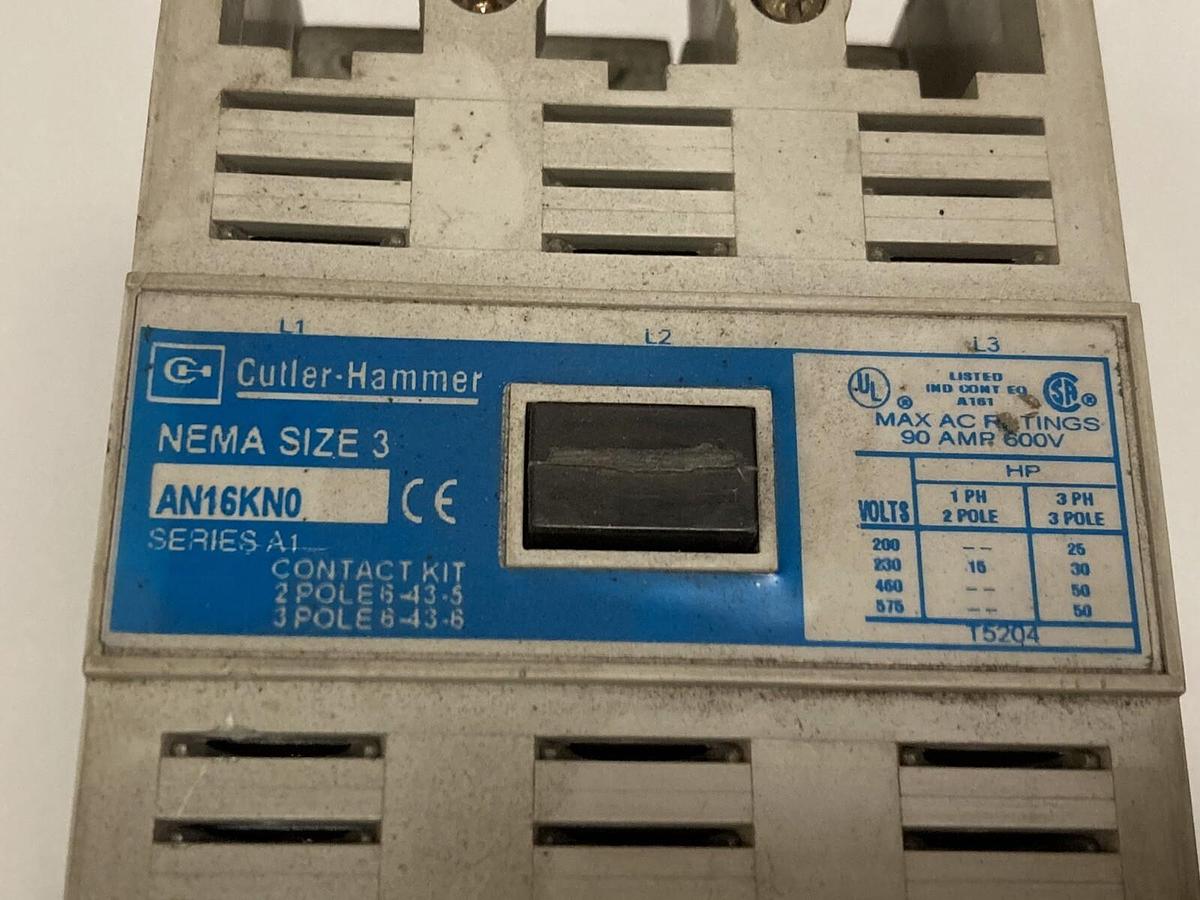 L1 L2 L3
Cutler-Hammer
NEMA SIZE 3
AN16KN0
CE
SERIES A1
CONTACT KIT
2 POLE 6-43-5
3 POLE 6-43-6
UL ® LISTED SA ®
IND CONT EQ
A161
MAX AC RATINGS
90 AMP 600V
HP
VOLTS 1 PH 3 PH
2 POLE 3 POLE
200 -- 25
230 15 30
460 -- 50
575 -- 50
T5204